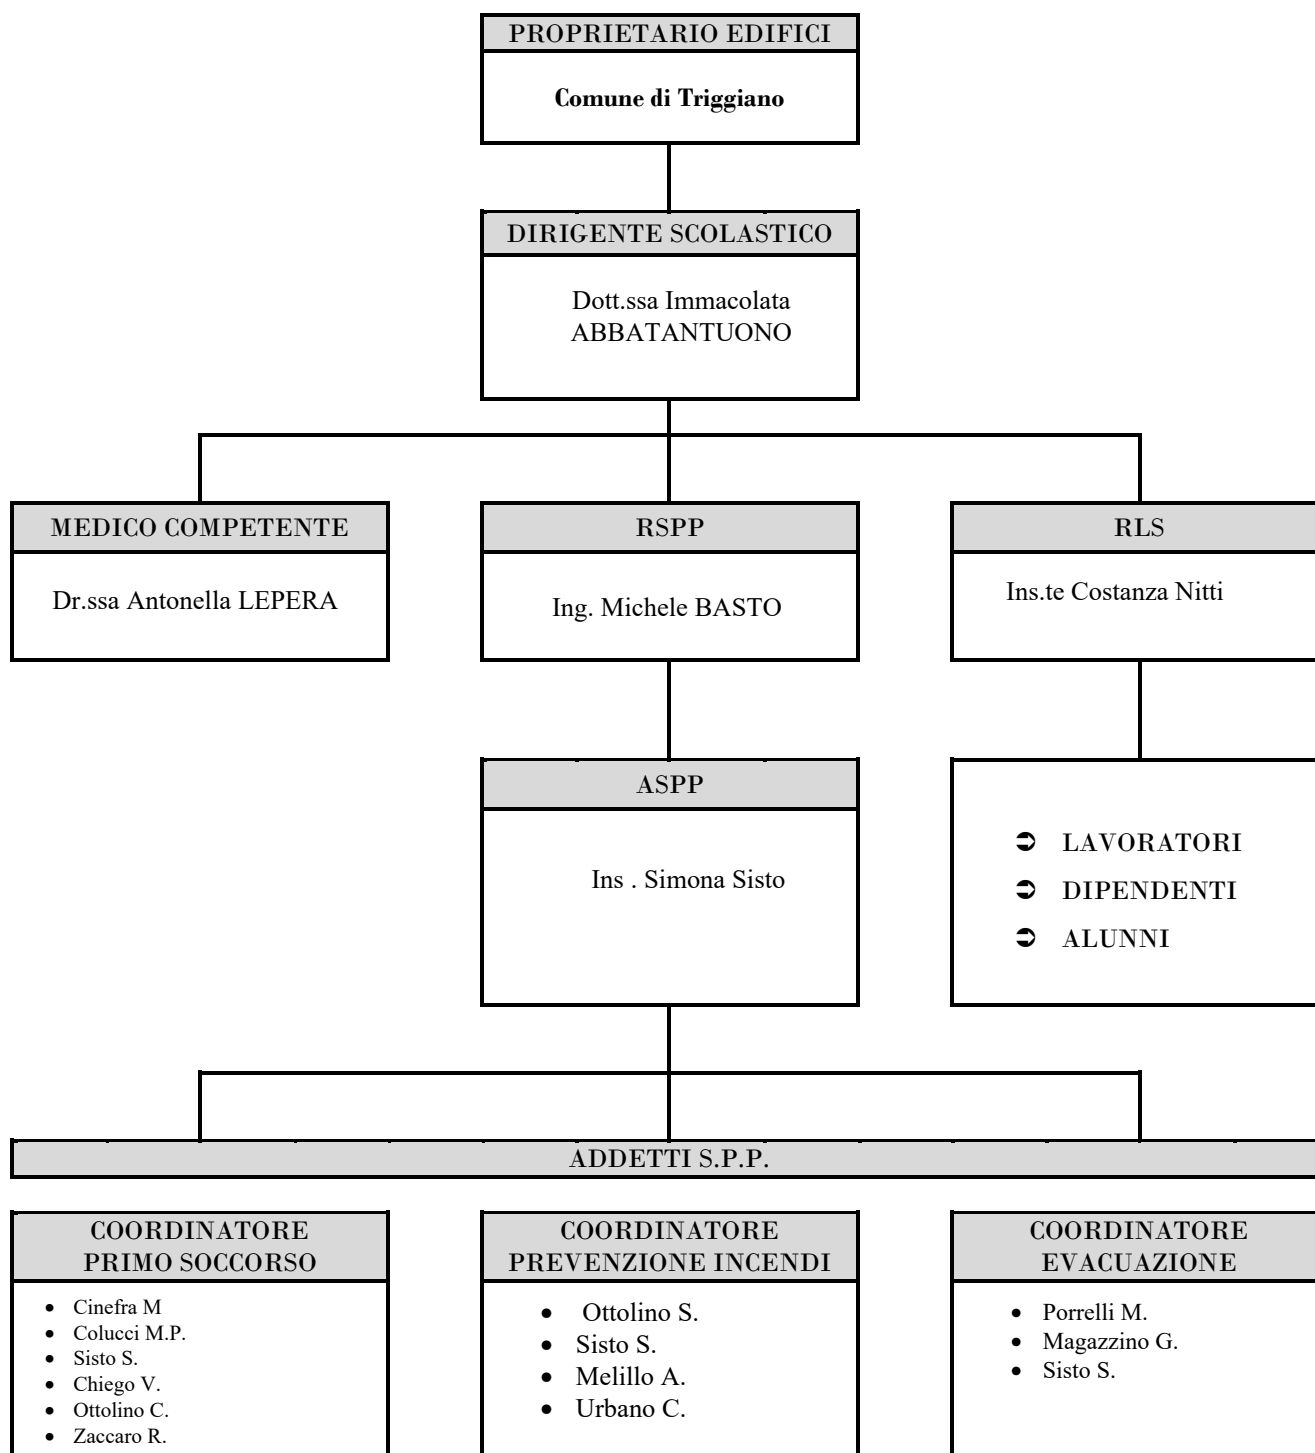 PROPRIETARIO EDIFICI
Comune di Triggiano
DIRIGENTE SCOLASTICO
Dott.ssa Immacolata
ABBATANTUONO
MEDICO COMPETENTE
Dr.ssa Antonella LEPERA
RSPP
Ing. Michele BASTO
RLS
Ins.te Costanza Nitti
ASPP
Ins . Simona Sisto
➲ LAVORATORI
➲ DIPENDENTI
➲ ALUNNI
ADDETTI S.P.P.
COORDINATORE
PRIMO SOCCORSO
• Cinefra M
• Colucci M.P.
• Sisto S.
• Chiego V.
• Ottolino C.
• Zaccaro R.
COORDINATORE
PREVENZIONE INCENDI
• Ottolino S.
• Sisto S.
• Melillo A.
• Urbano C.
COORDINATORE
EVACUAZIONE
• Porrelli M.
• Magazzino G.
• Sisto S.